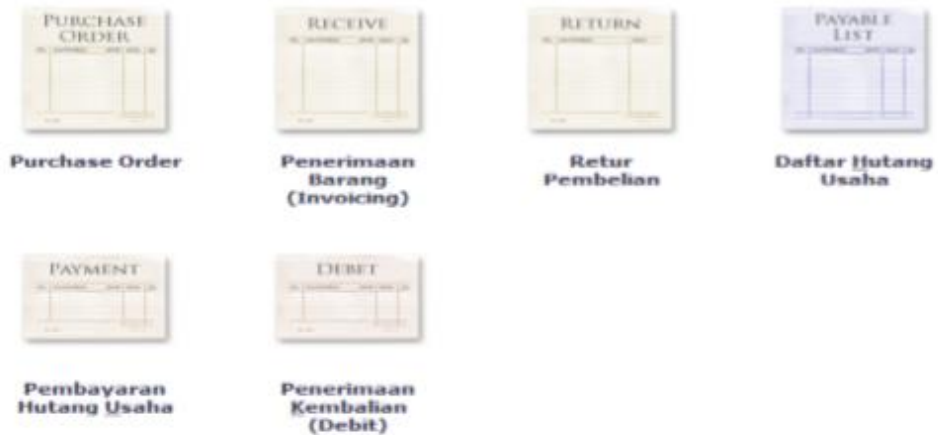 PURCHASE
ORDER
RECEIVE
RETURN
PAYABLE
LIST
Purchase Order
Penerimaan
Barang
(Invoicing)
Retur
Pembelian
Daftar Hutang
Usaha
PAYMENT
DEBET
Pembayaran
Hutang Usaha
Penerimaan
Kembalian
(Debit)